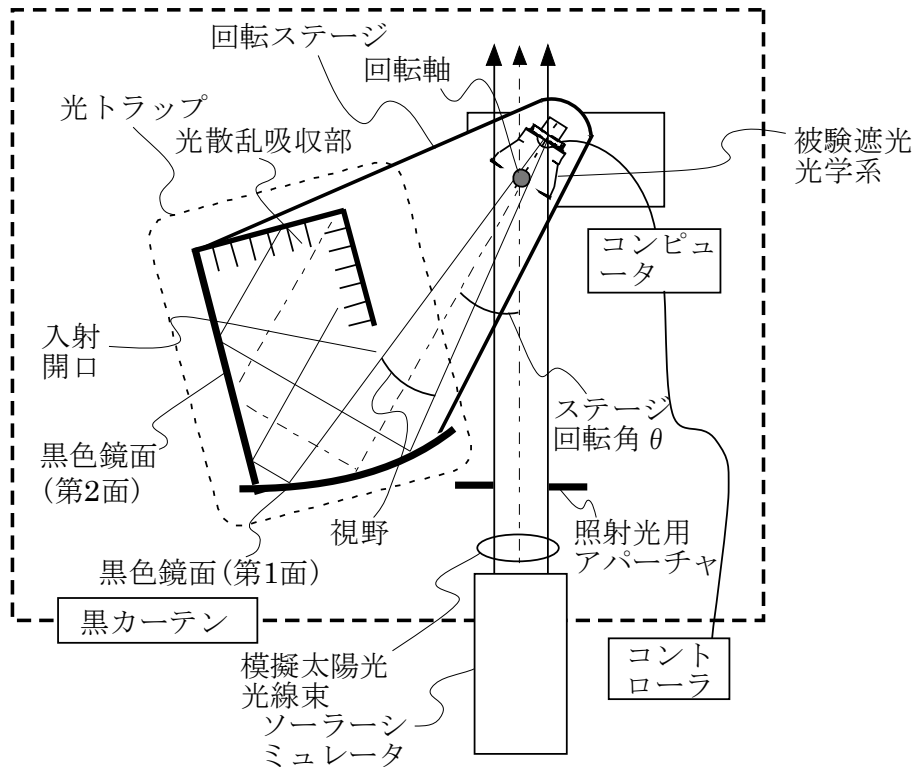 回転ステージ
回転軸
光トラップ
光散乱吸収部
被験遮光
光学系
コンピュ
ータ
入射
開口
ステージ
回転角θ
黒色鏡面
(第2面)
視野
照射光用
アパーチャ
黒色鏡面(第1面)
黒カーテン
模擬太陽光
光線束
コント
ローラ
ソーラーシ
ミュレータ